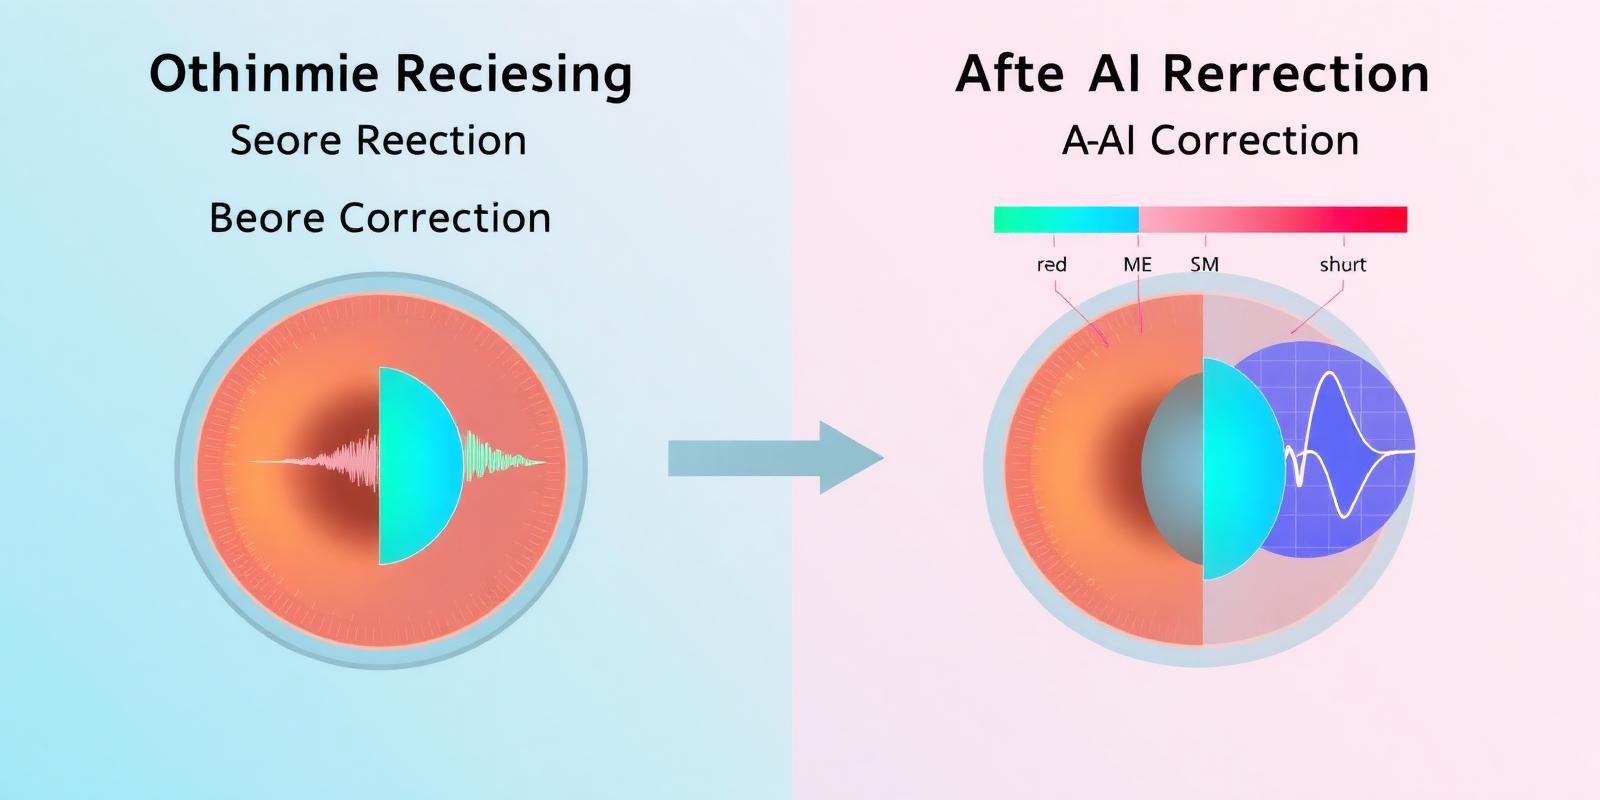 Othinmie Reciesing
Seore Reection
Beore Correction
Afte AI Rerrection
A-AI Correction
red ME SM shurt